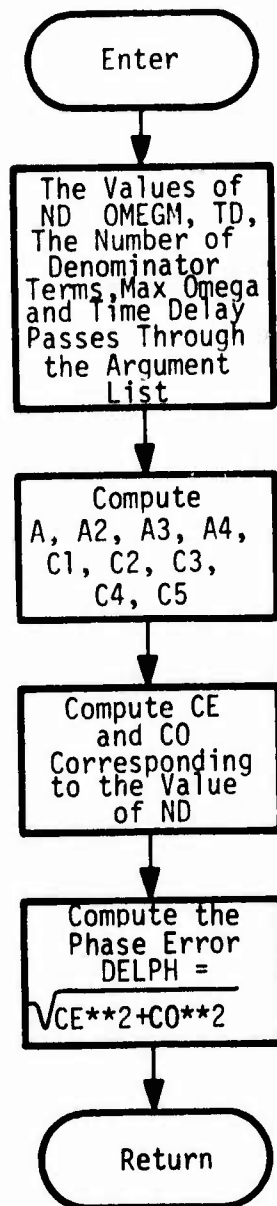 Enter
The Values of
ND OMEGM, TD,
The Number of
Denominator
Terms,Max Omega
and Time Delay
Passes Through
the Argument
List
Compute
A, A2, A3, A4,
C1, C2, C3,
C4, C5
Compute CE
and CO
Corresponding
to the Value
of ND
Compute the
Phase Error
DELPH =
√CE**2+CO**2
Return